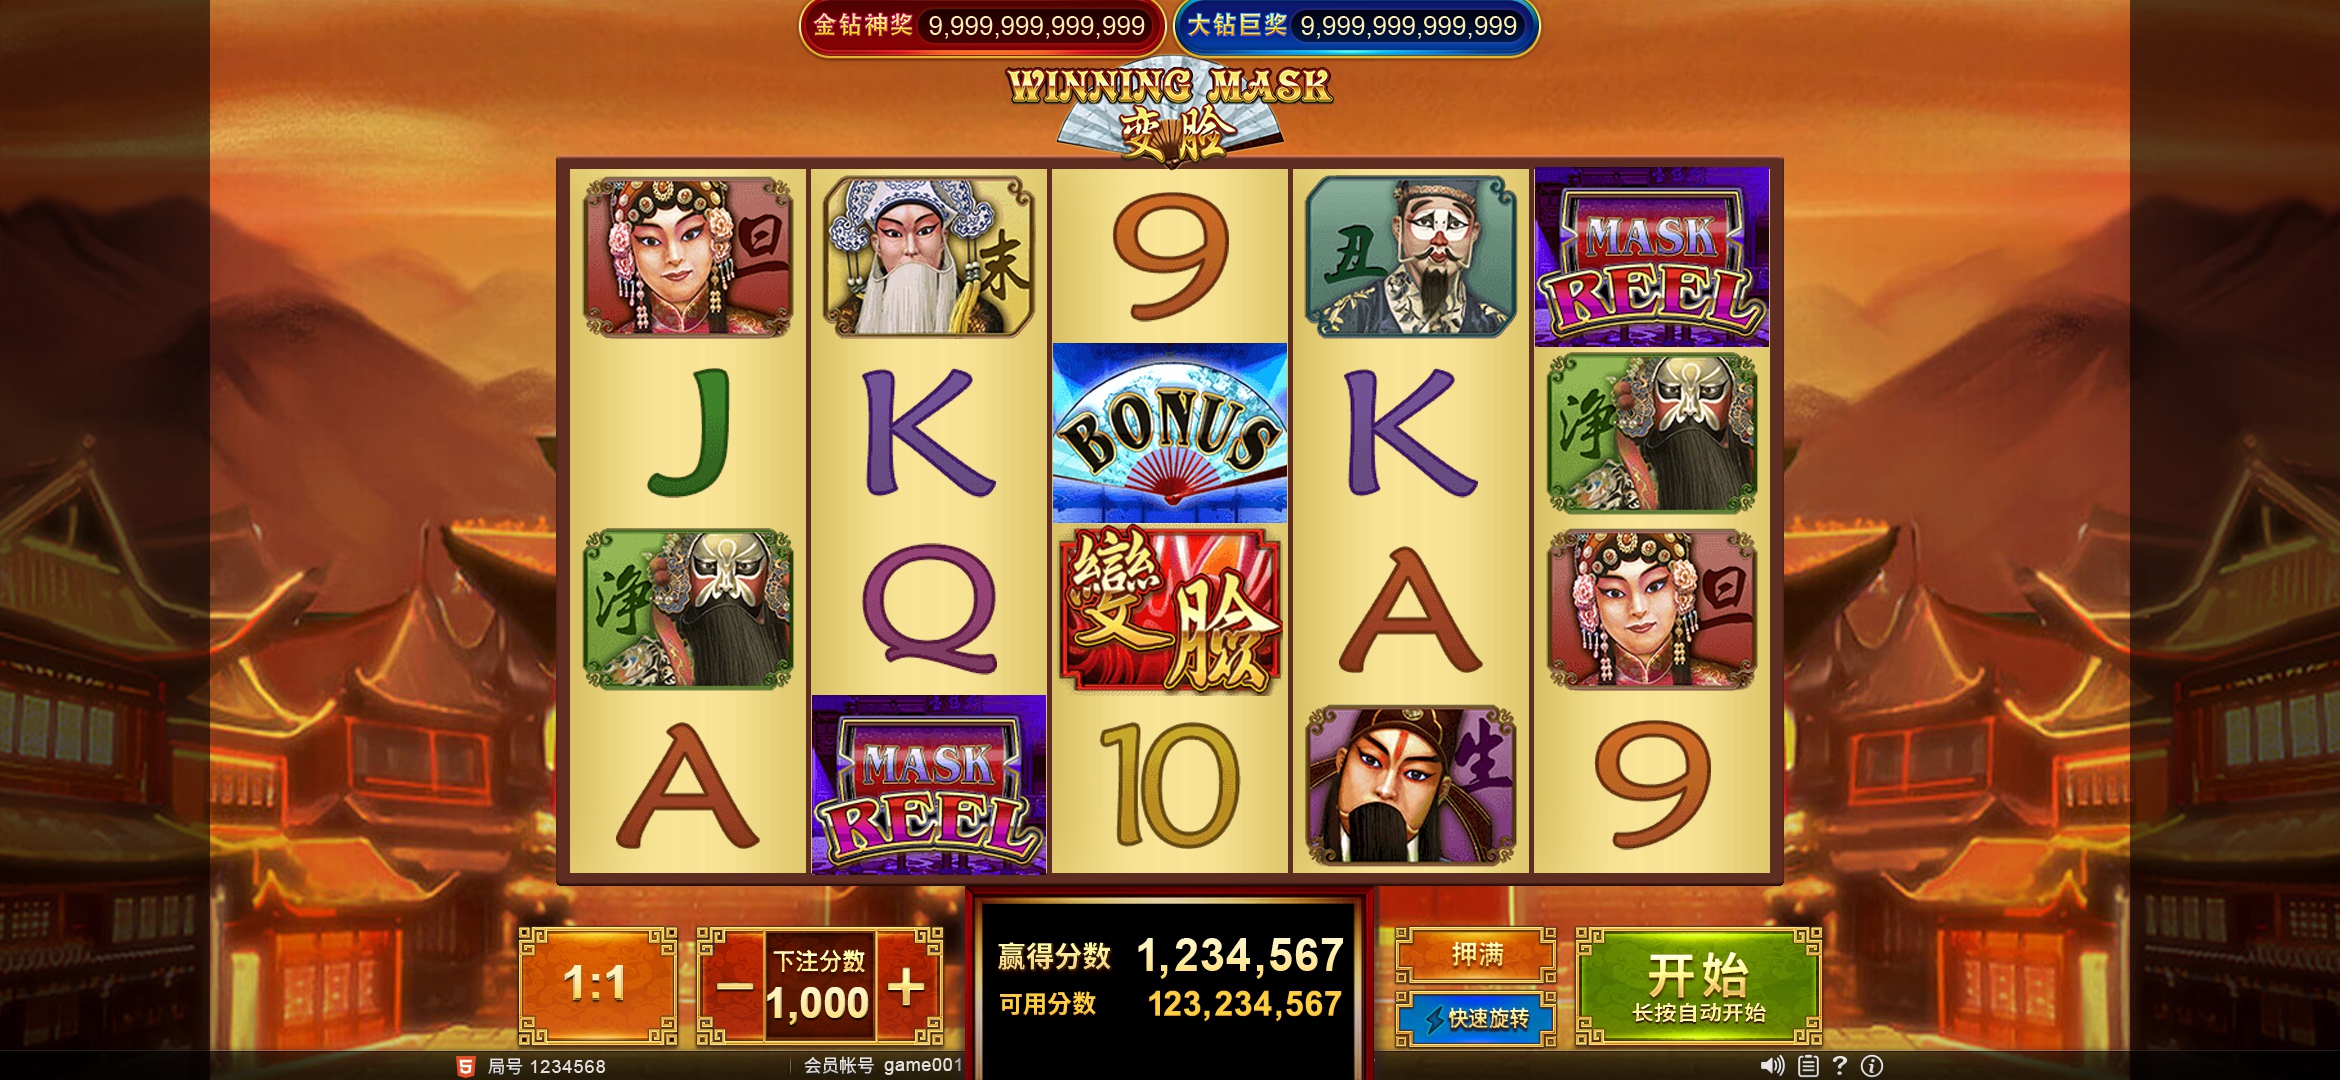 金钻神奖 9,999,999,999,999 大钻巨奖 9,999,999,999,999
WINNING MASK
变脸
旦 末 9 丑 MASK REEL
J K BONUS K 净
净 Q 變臉 A 旦
A MASK REEL 10 生 9
1:1
下注分数
1,000
赢得分数 1,234,567
可用分数 123,234,567
押满
快速旋转
开始
长按自动开始
5 局号 1234568 会员帐号 game001